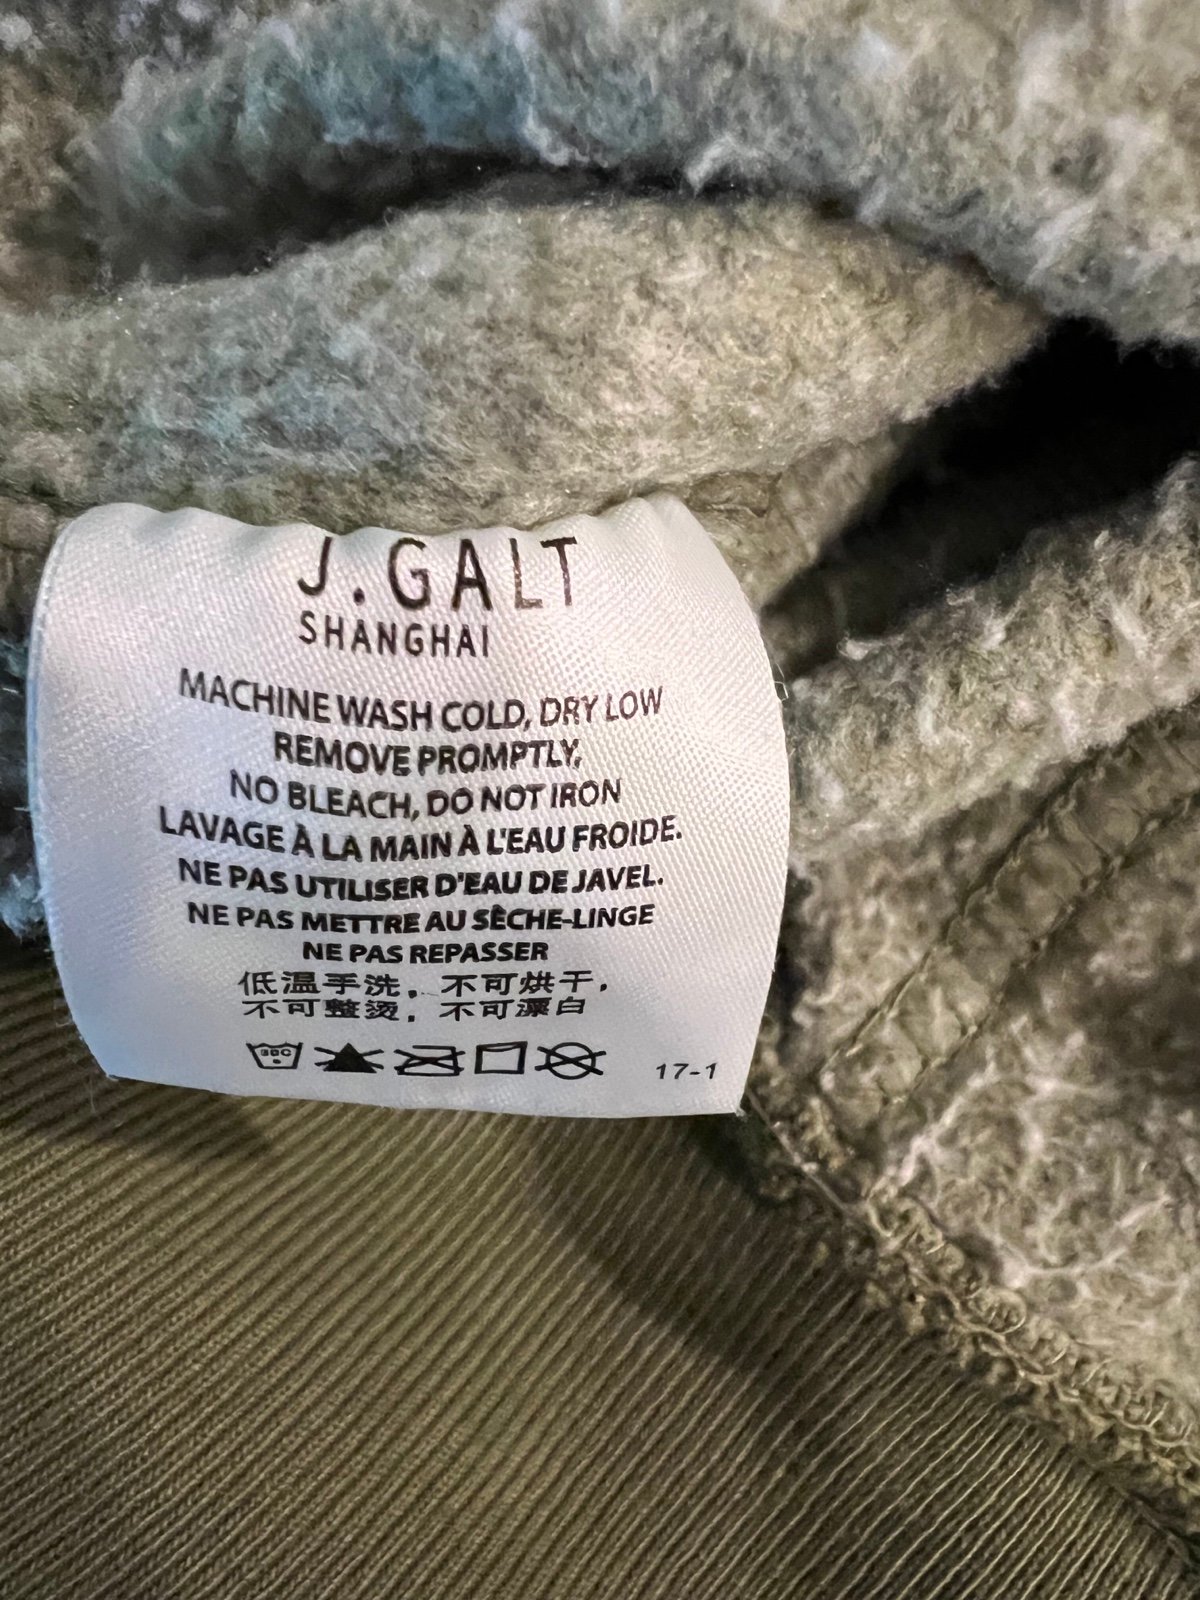 J.GALT
SHANGHAI
MACHINE WASH COLD, DRY LOW
REMOVE PROMPTLY,
NO BLEACH, DO NOT IRON
LAVAGE À LA MAIN À L'EAU FROIDE.
NE PAS UTILISER D'EAU DE JAVEL.
NE PAS METTRE AU SÈCHE-LINGE
NE PAS REPASSER
低温手洗，不可烘干，
不可整烫，不可漂白
17-1